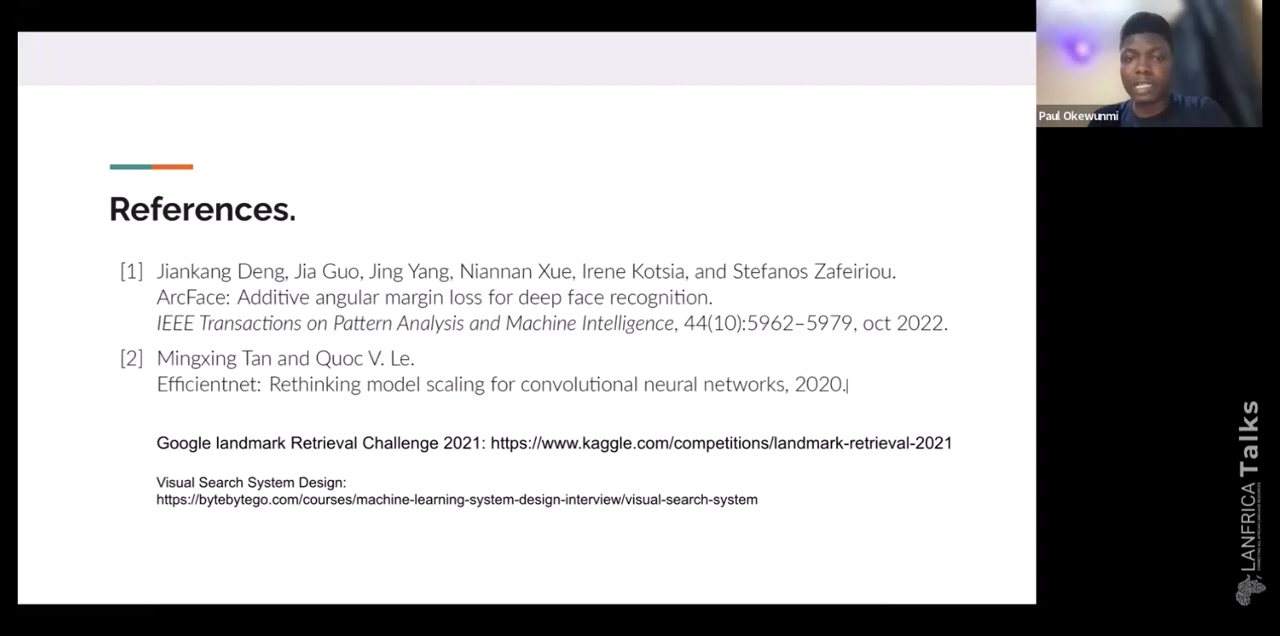 References.
[1] Jiankang Deng, Jia Guo, Jing Yang, Niannan Xue, Irene Kotsia, and Stefanos Zafeiriou.
ArcFace: Additive angular margin loss for deep face recognition.
IEEE Transactions on Pattern Analysis and Machine Intelligence, 44(10):5962–5979, oct 2022.
[2] Mingxing Tan and Quoc V. Le.
Efficientnet: Rethinking model scaling for convolutional neural networks, 2020.
Google landmark Retrieval Challenge 2021: https://www.kaggle.com/competitions/landmark-retrieval-2021
Visual Search System Design:
https://bytebytego.com/courses/machine-learning-system-design-interview/visual-search-system
Paul Okewunmi
LANFRICA Talks